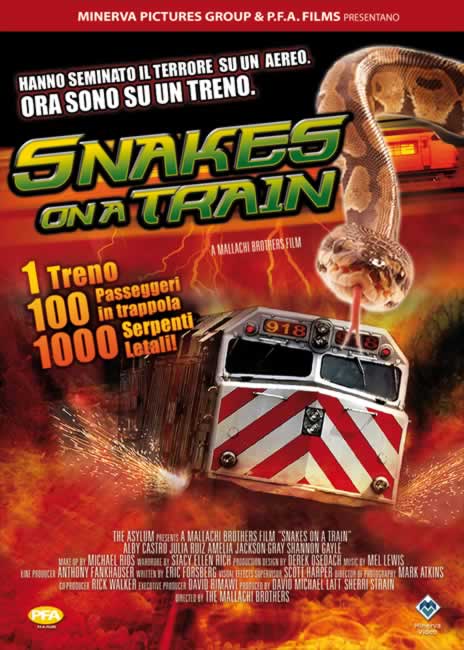 MINERVA PICTURES GROUP & P.F.A. FILMS PRESENTANO
HANNO SEMINATO IL TERRORE SU UN AEREO.
ORA SONO SU UN TRENO.
SNAKES
ON A TRAIN
A MALLACHI BROTHERS FILM
1 Treno
100 Passeggeri in trappola
1000 Serpenti Letali!
918
918
THE ASYLUM PRESENTS A MALLACHI BROTHERS FILM "SNAKES ON A TRAIN"
ALBY CASTRO JULIA RUIZ AMELIA JACKSON GRAY SHANNON GAYLE
MAKE UP BY MICHAEL RIOS WARDROBE BY STACY ELLEN RICH PRODUCTION DESIGN BY DEREK OSEDACH MUSIC BY MEL LEWIS
LINE PRODUCER ANTHONY FANKHAUSER WRITTEN BY ERIC FORSBERG VISUAL EFFECTS SUPERVISOR SCOTT HARPER DIRECTOR OF PHOTOGRAPHY MARK ATKINS
CO-PRODUCER RICK WALKER EXECUTIVE PRODUCER DAVID RIMAWI PRODUCED BY DAVID MICHAEL LATT SHERRI STRAIN
DIRECTED BY THE MALLACHI BROTHERS
PFA
P.F.A. FILMS
Minerva
Video